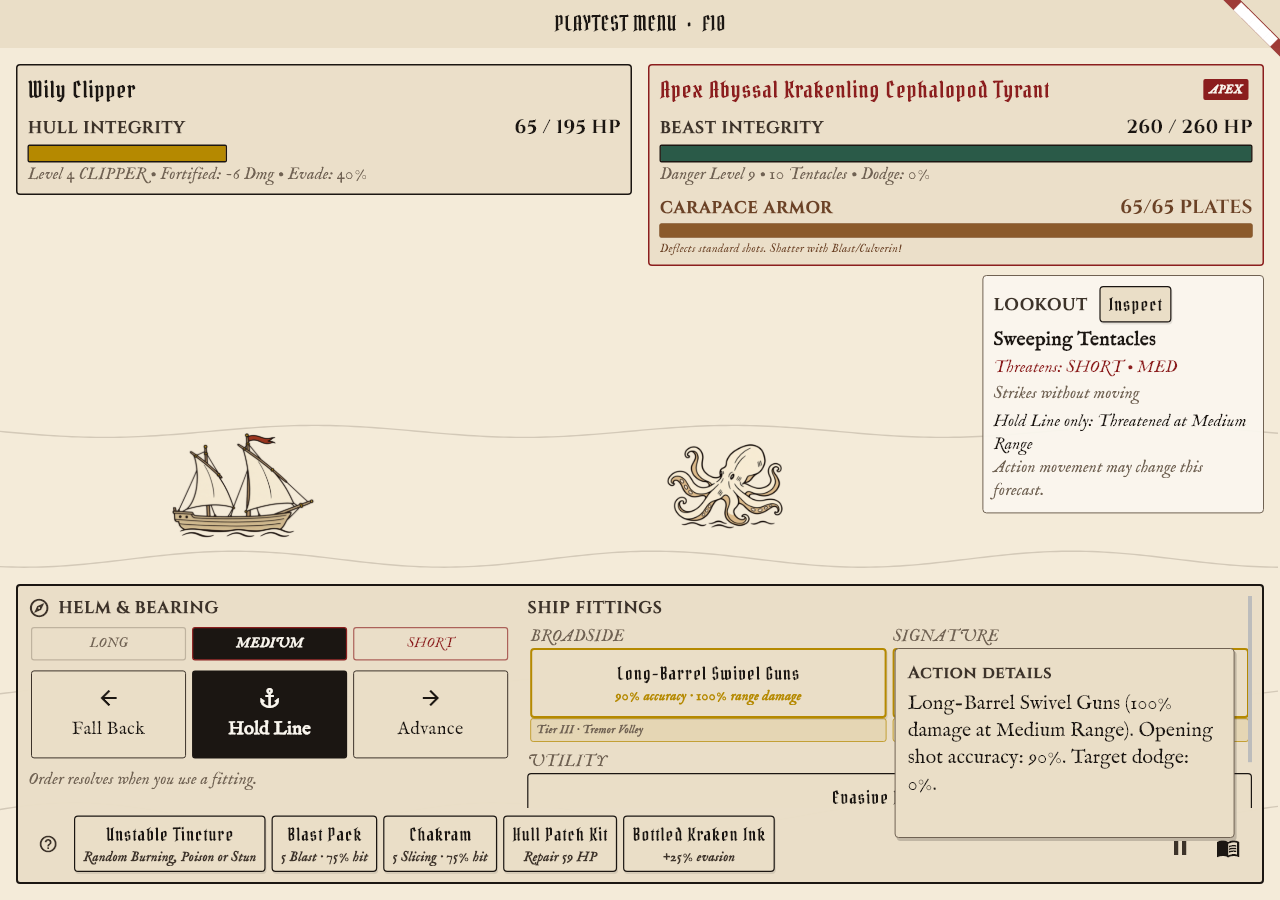 PLAYTEST MENU · F10
Wily Clipper
HULL INTEGRITY
65 / 195 HP
Level 4 CLIPPER • Fortified: -6 Dmg • Evade: 40%
Apex Abyssal Krakenling Cephalopod Tyrant
APEX
BEAST INTEGRITY
260 / 260 HP
Danger Level 9 • 10 Tentacles • Dodge: 0%
CARAPACE ARMOR
65/65 PLATES
Deflects standard shots. Shatter with Blast/Culverin!
LOOKOUT
Inspect
Sweeping Tentacles
Threatens: SHORT • MED
Strikes without moving
Hold Line only: Threatened at Medium
Range
Action movement may change this
forecast.
HELM & BEARING
LONG
MEDIUM
SHORT
Fall Back
Hold Line
Advance
Order resolves when you use a fitting.
SHIP FITTINGS
BROADSIDE
SIGNATURE
Long-Barrel Swivel Guns
90% accuracy · 100% range damage
Tier III · Tremor Volley
UTILITY
Evasive
ACTION DETAILS
Long-Barrel Swivel Guns (100%
damage at Medium Range). Opening
shot accuracy: 90%. Target dodge:
0%.
Unstable Tincture
Random Burning, Poison or Stun
Blast Pack
5 Blast · 75% hit
Chakram
5 Slicing · 75% hit
Hull Patch Kit
Repair 59 HP
Bottled Kraken Ink
+25% evasion